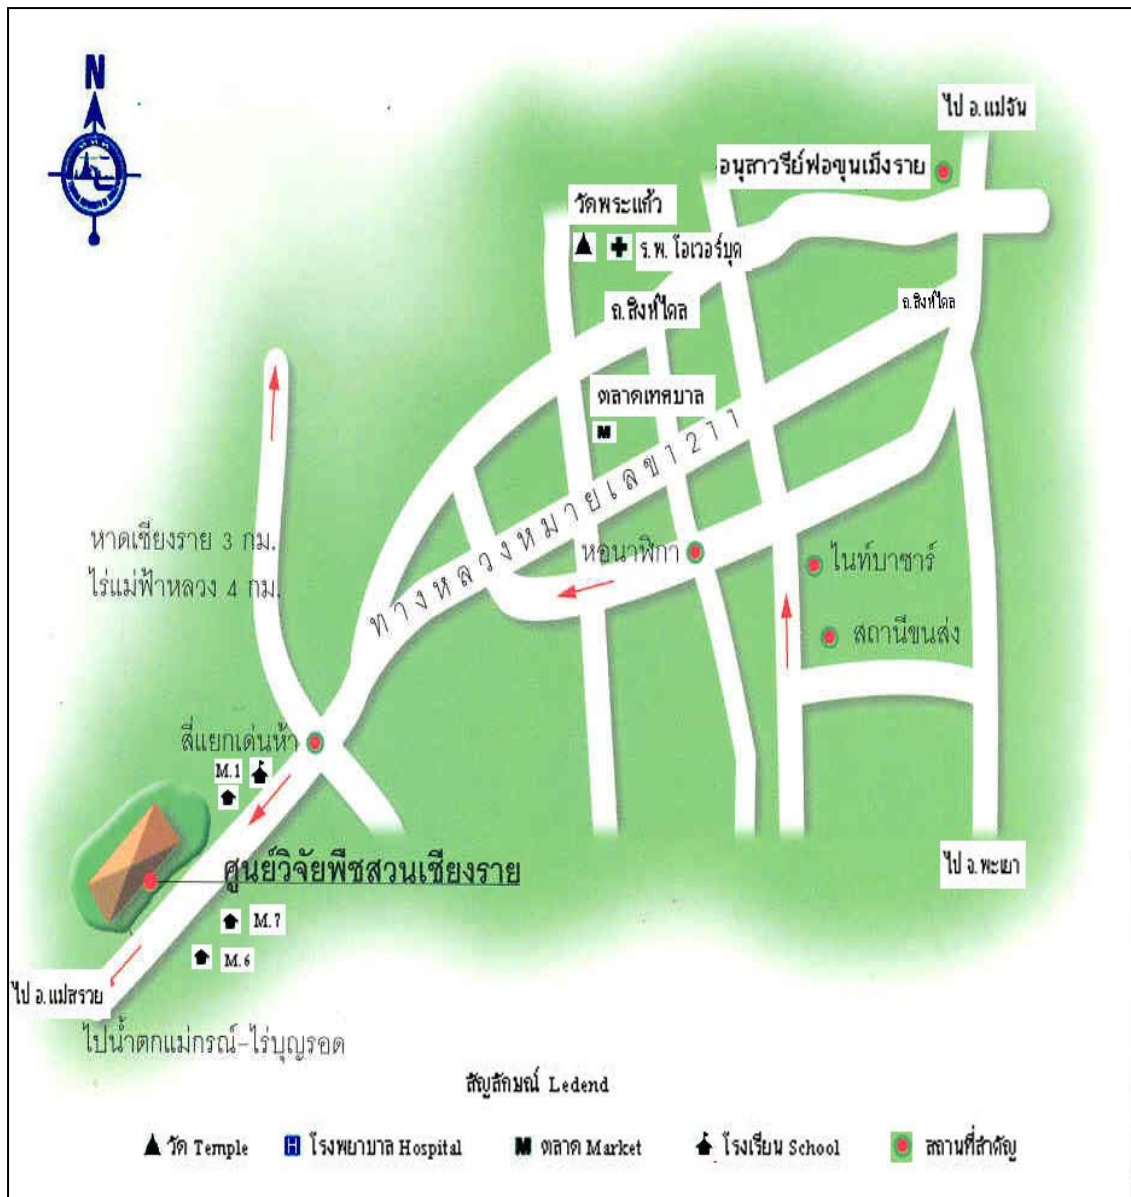 N
ไป อ.แม่จัน
อนุสาวรีย์พ่อขุนเม็งราย
วัดพระแก้ว
ร.พ. โอเวอร์บุค
ถ.สิงห์ไคล
ถ.สิงห์ไคล
ตลาดเทศบาล
M
ทางหลวงหมายเลข1211
หาดเชียงราย 3 กม.
ไร่แม่ฟ้าหลวง 4 กม.
หอนาฬิกา
ไนท์บาซาร์
สถานีขนส่ง
สี่แยกเด่นห้า
M.1
ศูนย์วิจัยพืชสวนเชียงราย
ไป จ.พะเยา
M.7
M.6
ไป อ.แม่สรวย
ไปน้ำตกแม่กรณ์-ไร่บุญรอด
สัญลักษณ์ Ledend
วัด Temple H โรงพยาบาล Hospital M ตลาด Market โรงเรียน School สถานที่สำคัญ